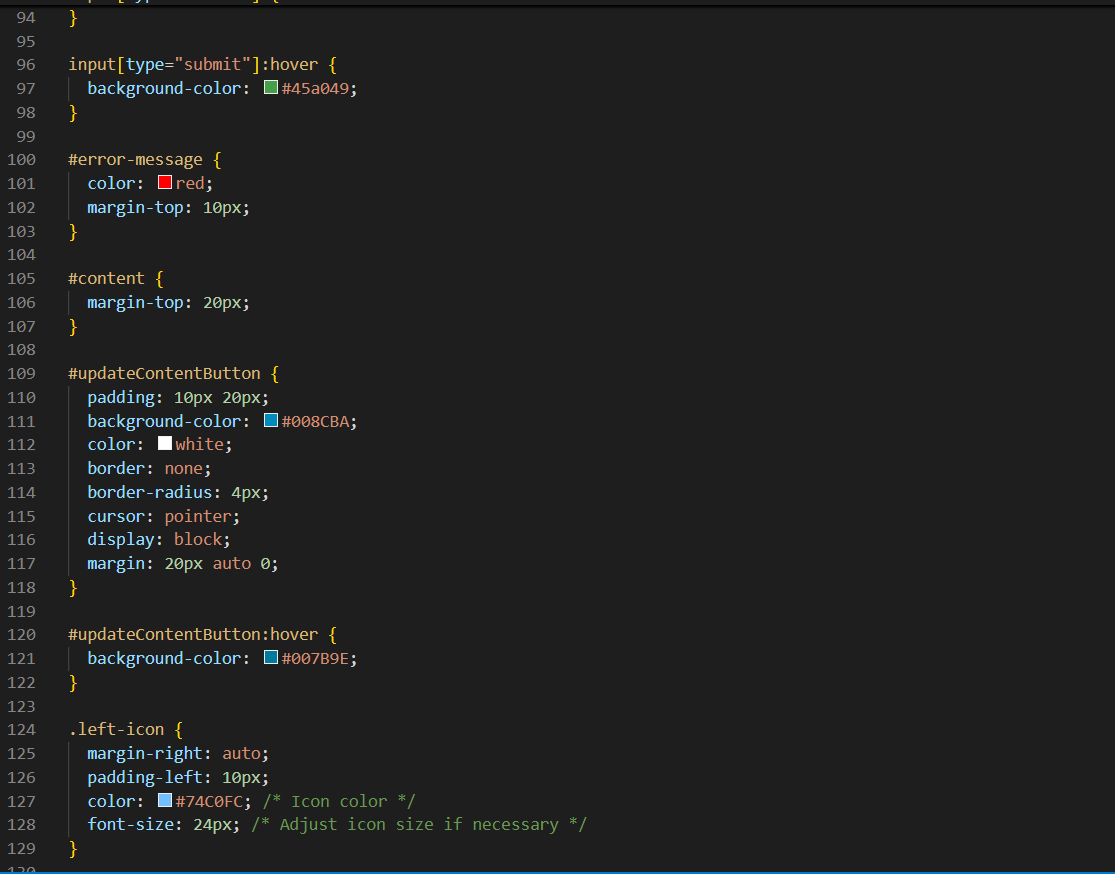 94 }
95
96 input[type="submit"]:hover {
97 background-color: #45a049;
98 }
99
100 #error-message {
101 color: red;
102 margin-top: 10px;
103 }
104
105 #content {
106 margin-top: 20px;
107 }
108
109 #updateContentButton {
110 padding: 10px 20px;
111 background-color: #008CBA;
112 color: white;
113 border: none;
114 border-radius: 4px;
115 cursor: pointer;
116 display: block;
117 margin: 20px auto 0;
118 }
119
120 #updateContentButton:hover {
121 background-color: #007B9E;
122 }
123
124 .left-icon {
125 margin-right: auto;
126 padding-left: 10px;
127 color: #74C0FC; /* Icon color */
128 font-size: 24px; /* Adjust icon size if necessary */
129 }